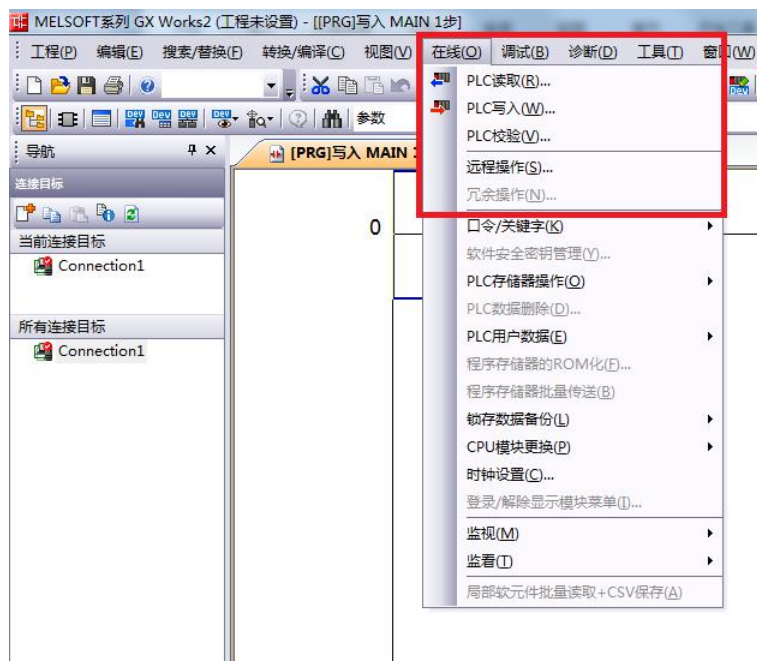 MELSOFT系列 GX Works2 (工程未设置) - [[PRG]写入 MAIN 1步]
工程(P) 编辑(E) 搜索/替换(F) 转换/编译(C) 视图(V) 在线(O) 调试(B) 诊断(D) 工具(T) 窗口(W)
参数
导航
[PRG]写入 MAIN 1
连接目标
当前连接目标
Connection1
所有连接目标
Connection1
0
PLC读取(R)...
PLC写入(W)...
PLC校验(V)...
远程操作(S)...
冗余操作(N)...
口令/关键字(K)
软件安全密钥管理(Y)...
PLC存储器操作(O)
PLC数据删除(D)...
PLC用户数据(E)
程序存储器的ROM化(F)...
程序存储器批量传送(B)
锁存数据备份(L)
CPU模块更换(P)
时钟设置(C)...
登录/解除显示模块菜单(I)...
监视(M)
监看(T)
局部软元件批量读取+CSV保存(A)